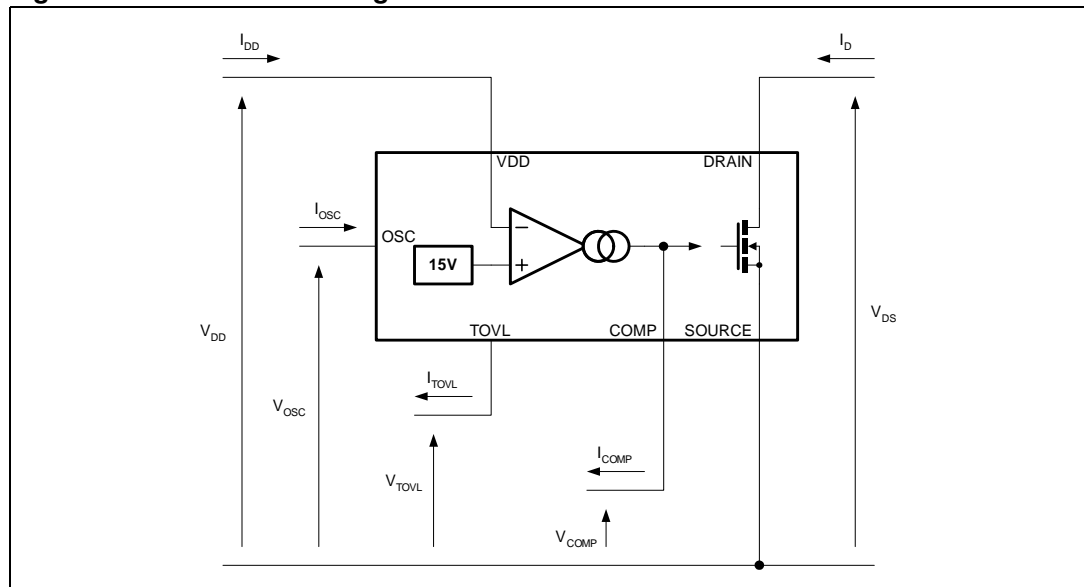 I_DD
I_D
VDD
DRAIN
I_OSC
OSC
15V
−
+
V_DD
V_DS
TOVL
COMP
SOURCE
I_TOVL
V_OSC
I_COMP
V_TOVL
V_COMP